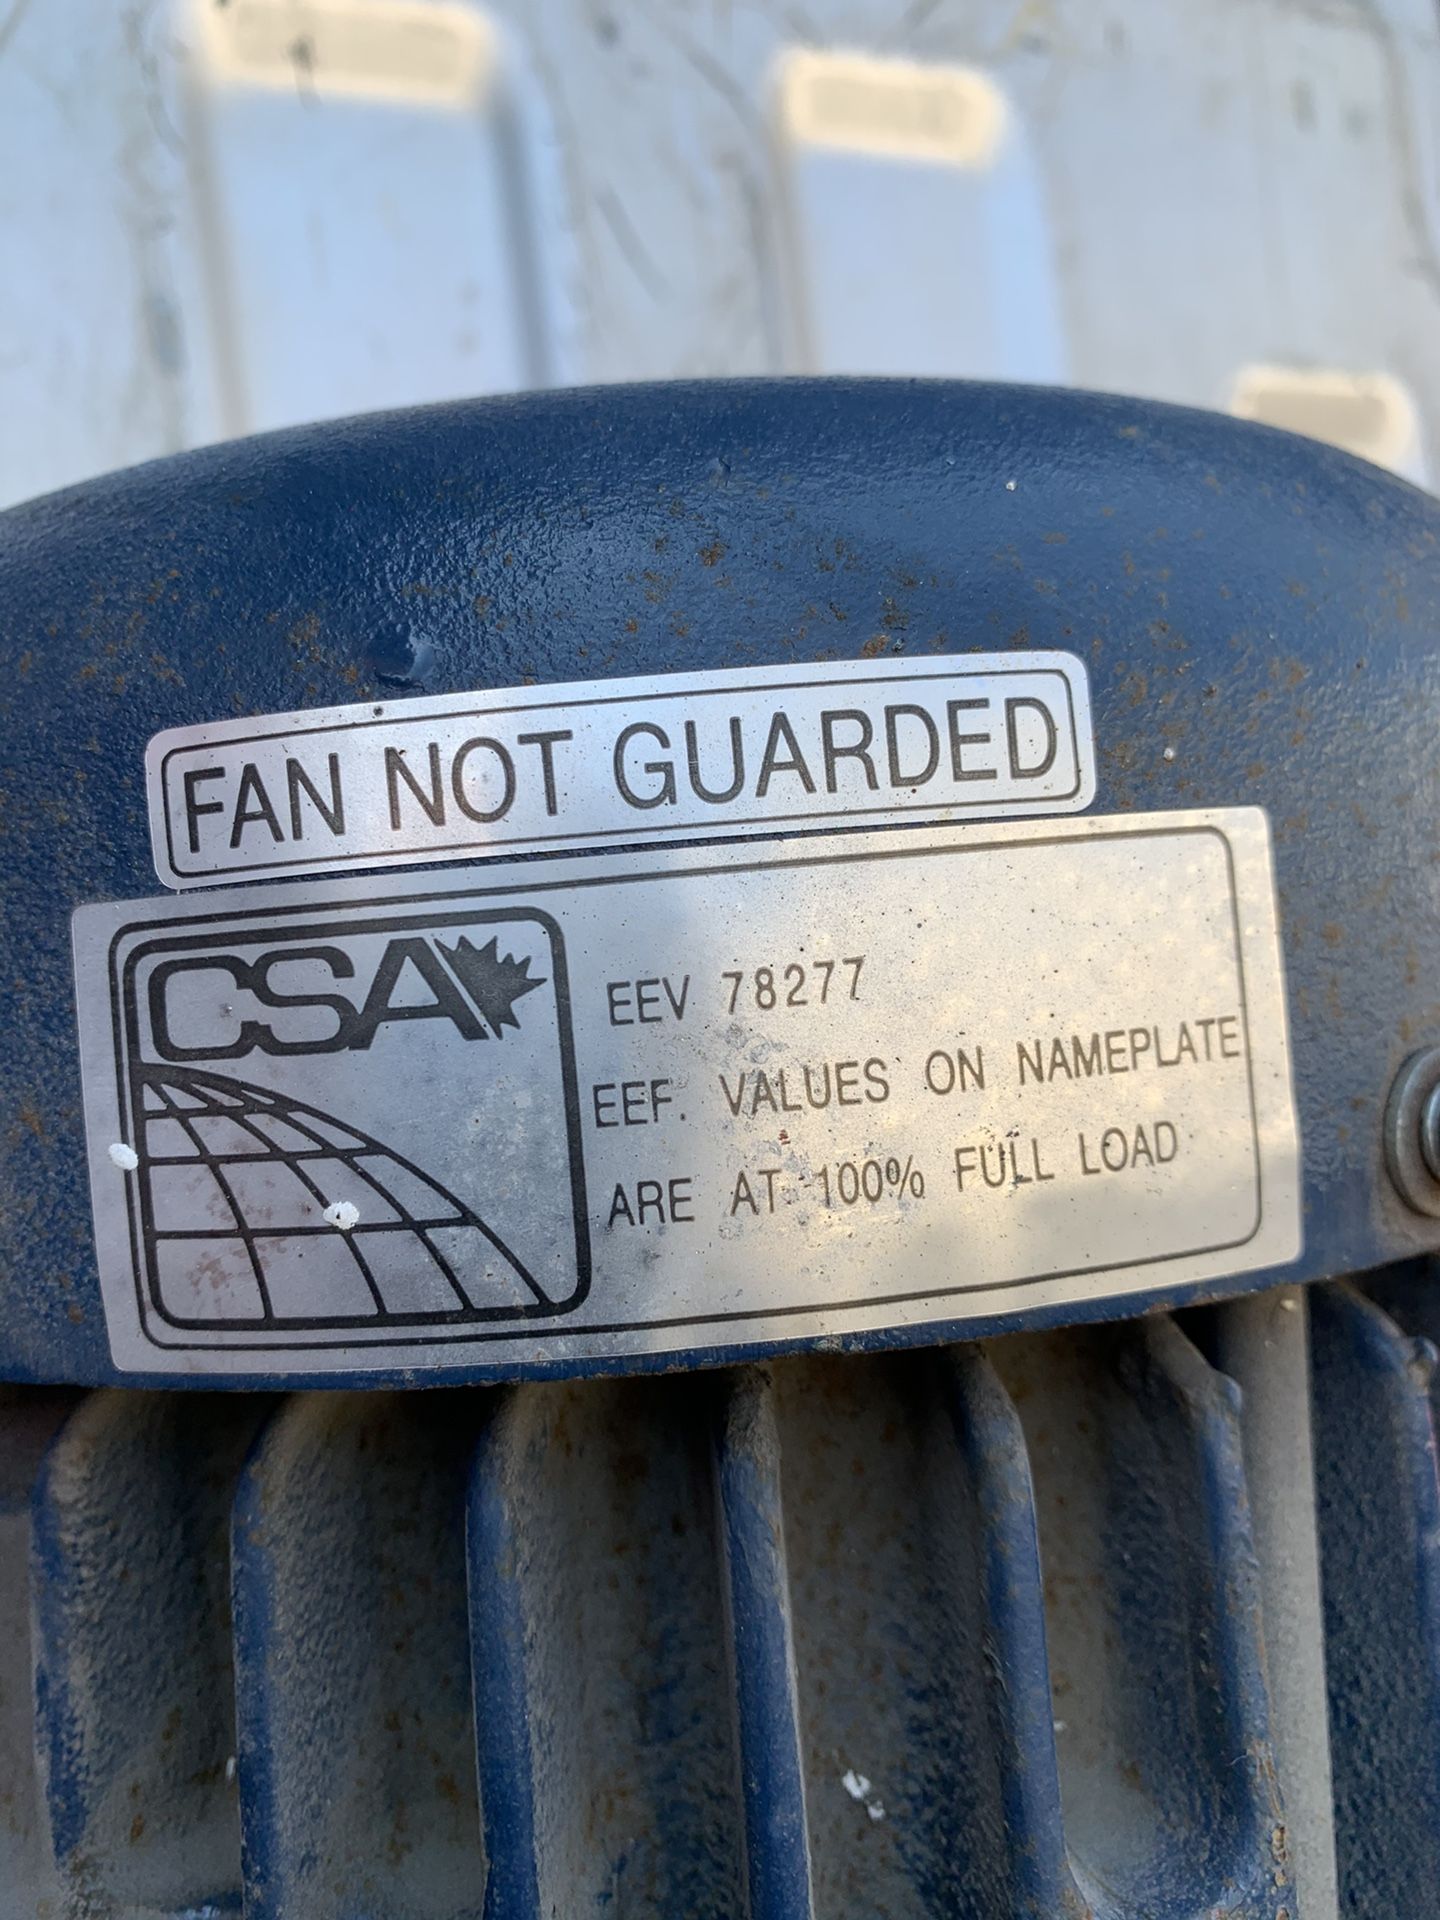 FAN NOT GUARDED
CSA
EEV 78277
EEF. VALUES ON NAMEPLATE
ARE AT 100% FULL LOAD